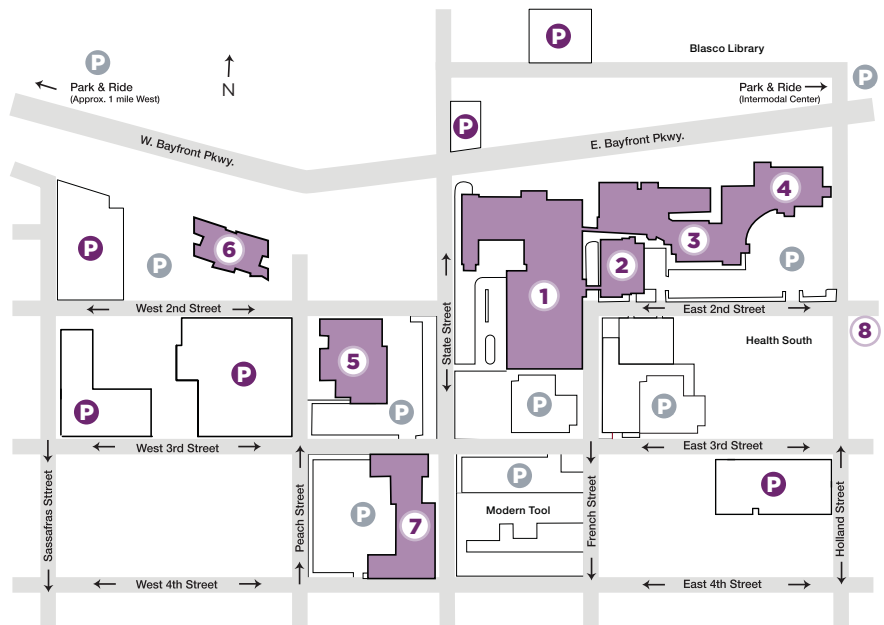 P
Blasco Library
P
P
Park & Ride
(Approx. 1 mile West)
N
Park & Ride
(Intermodal Center)
P
W. Bayfront Pkwy.
E. Bayfront Pkwy.
4
P
6
P
3
2
P
1
West 2nd Street
State Street
East 2nd Street
8
Health South
5
P
P
P
P
P
West 3rd Street
East 3rd Street
P
P
Sassafras Sttreet
Peach Street
P
7
Modern Tool
French Street
Holland Street
West 4th Street
East 4th Street